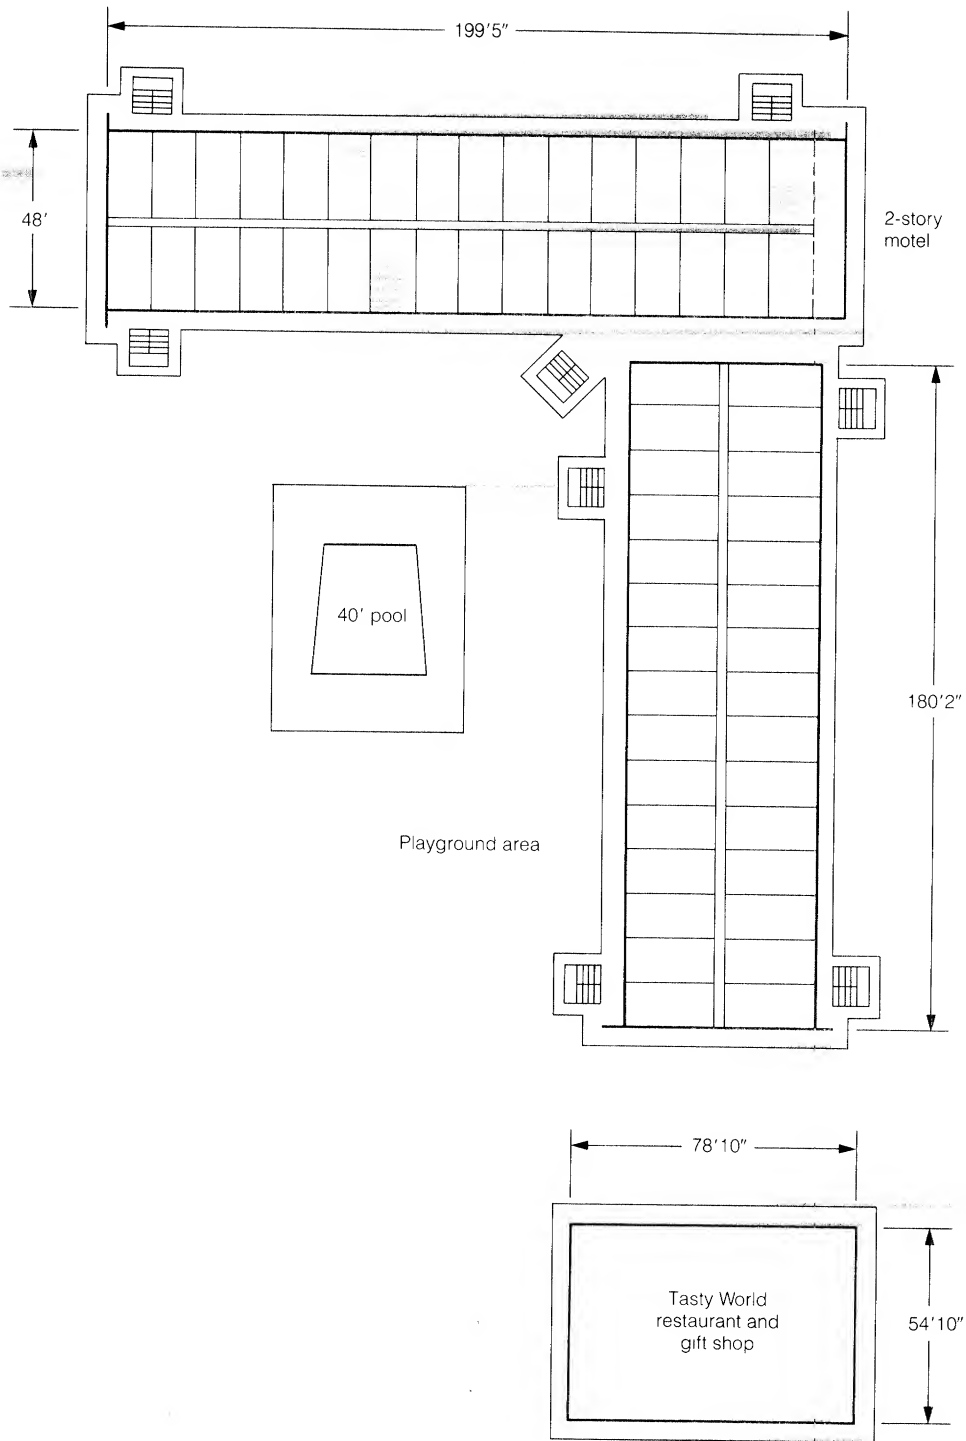 199'5"
48'
2-story
motel
40' pool
180'2"
Playground area
78'10"
Tasty World
restaurant and
gift shop
54'10"